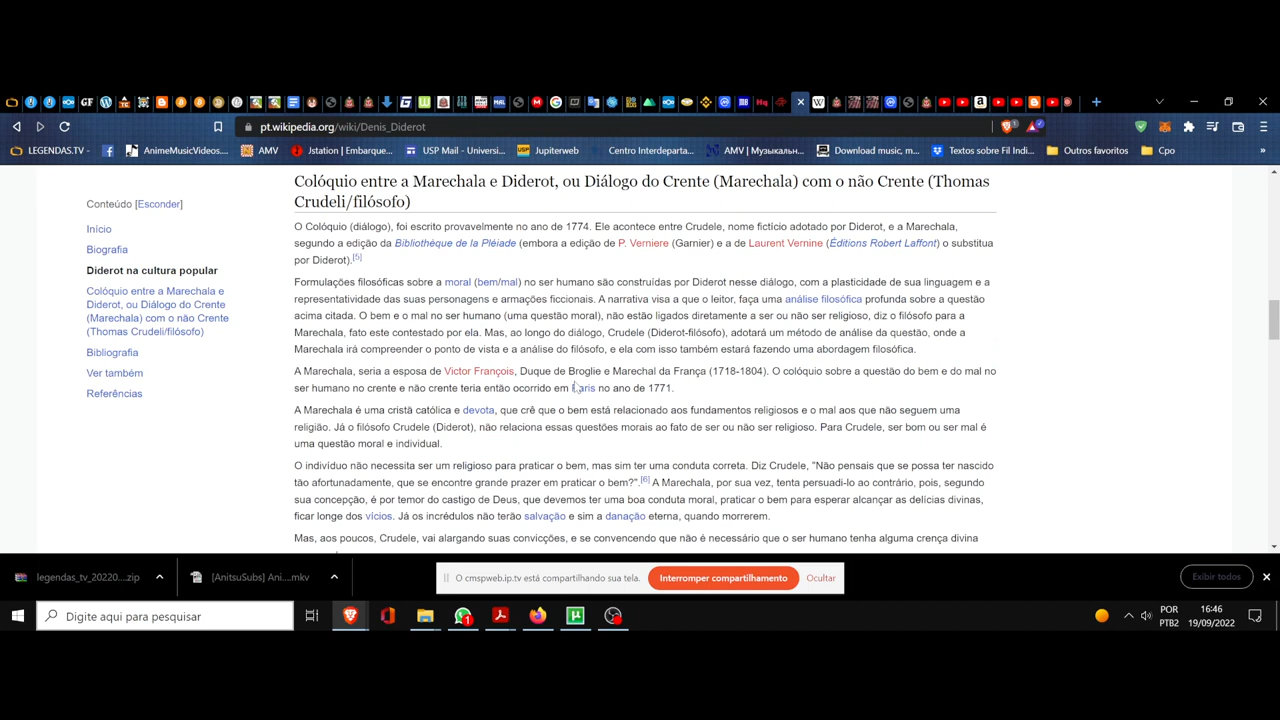 GF
pt.wikipedia.org/wiki/Denis_Diderot
LEGENDAS.TV -
AnimeMusicVideos...
AMV
Jstation | Embarque...
USP Mail - Universi...
Jupiterweb
Centro Interdeparta...
AMV | Музыкальн...
Download music, m...
Textos sobre Fil Indi...
Outros favoritos
Cpo
Conteúdo [Esconder]
Início
Biografia
Diderot na cultura popular
Colóquio entre a Marechala e
Diderot, ou Diálogo do Crente
(Marechala) com o não Crente
(Thomas Crudeli/filósofo)
Bibliografia
Ver também
Referências
Colóquio entre a Marechala e Diderot, ou Diálogo do Crente (Marechala) com o não Crente (Thomas
Crudeli/filósofo)
O Colóquio (diálogo), foi escrito provavelmente no ano de 1774. Ele acontece entre Crudele, nome fictício adotado por Diderot, e a Marechala,
segundo a edição da Bibliothéque de la Pléiade (embora a edição de P. Verniere (Garnier) e a de Laurent Vernine (Éditions Robert Laffont) o substitua
por Diderot).[5]
Formulações filosóficas sobre a moral (bem/mal) no ser humano são construídas por Diderot nesse diálogo, com a plasticidade de sua linguagem e a
representatividade das suas personagens e armações ficcionais. A narrativa visa a que o leitor, faça uma análise filosófica profunda sobre a questão
acima citada. O bem e o mal no ser humano (uma questão moral), não estão ligados diretamente a ser ou não ser religioso, diz o filósofo para a
Marechala, fato este contestado por ela. Mas, ao longo do diálogo, Crudele (Diderot-filósofo), adotará um método de análise da questão, onde a
Marechala irá compreender o ponto de vista e a análise do filósofo, e ela com isso também estará fazendo uma abordagem filosófica.
A Marechala, seria a esposa de Victor François, Duque de Broglie e Marechal da França (1718-1804). O colóquio sobre a questão do bem e do mal no
ser humano no crente e não crente teria então ocorrido em Paris no ano de 1771.
A Marechala é uma cristã católica e devota, que crê que o bem está relacionado aos fundamentos religiosos e o mal aos que não seguem uma
religião. Já o filósofo Crudele (Diderot), não relaciona essas questões morais ao fato de ser ou não ser religioso. Para Crudele, ser bom ou ser mal é
uma questão moral e individual.
O indivíduo não necessita ser um religioso para praticar o bem, mas sim ter uma conduta correta. Diz Crudele, "Não pensais que se possa ter nascido
tão afortunadamente, que se encontre grande prazer em praticar o bem?".[6] A Marechala, por sua vez, tenta persuadi-lo ao contrário, pois, segundo
sua concepção, é por temor do castigo de Deus, que devemos ter uma boa conduta moral, praticar o bem para esperar alcançar as delícias divinas,
ficar longe dos vícios. Já os incrédulos não terão salvação e sim a danação eterna, quando morrerem.
Mas, aos poucos, Crudele, vai alargando suas convicções, e se convencendo que não é necessário que o ser humano tenha alguma crença divina
legendas_tv_20220....zip
[AnitsuSubs] Ani....mkv
O cmspweb.ip.tv está compartilhando sua tela.
Interromper compartilhamento
Ocultar
Exibir todos
Digite aqui para pesquisar
POR
PTB2
16:46
19/09/2022